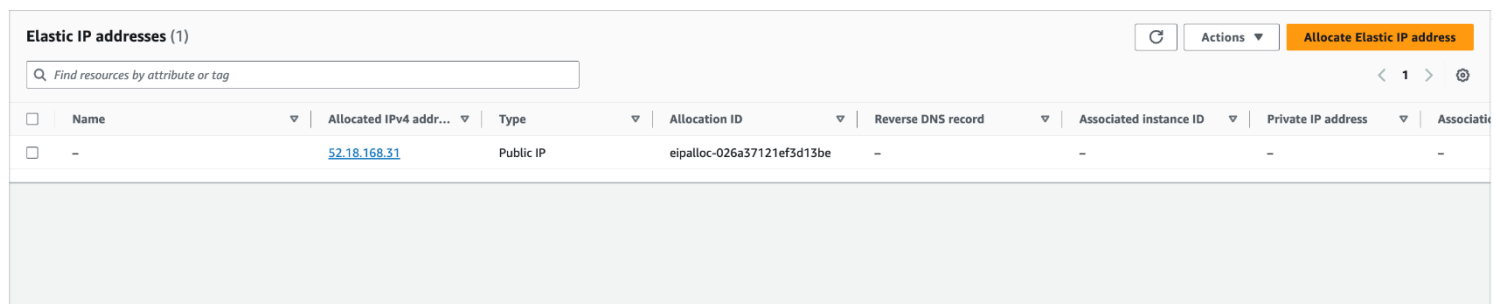 Elastic IP addresses (1)
Actions
Allocate Elastic IP address
Find resources by attribute or tag
1
Name Allocated IPv4 addr... Type Allocation ID Reverse DNS record Associated instance ID Private IP address Associatio
– 52.18.168.31 Public IP eipalloc-026a37121ef3d13be – – – –